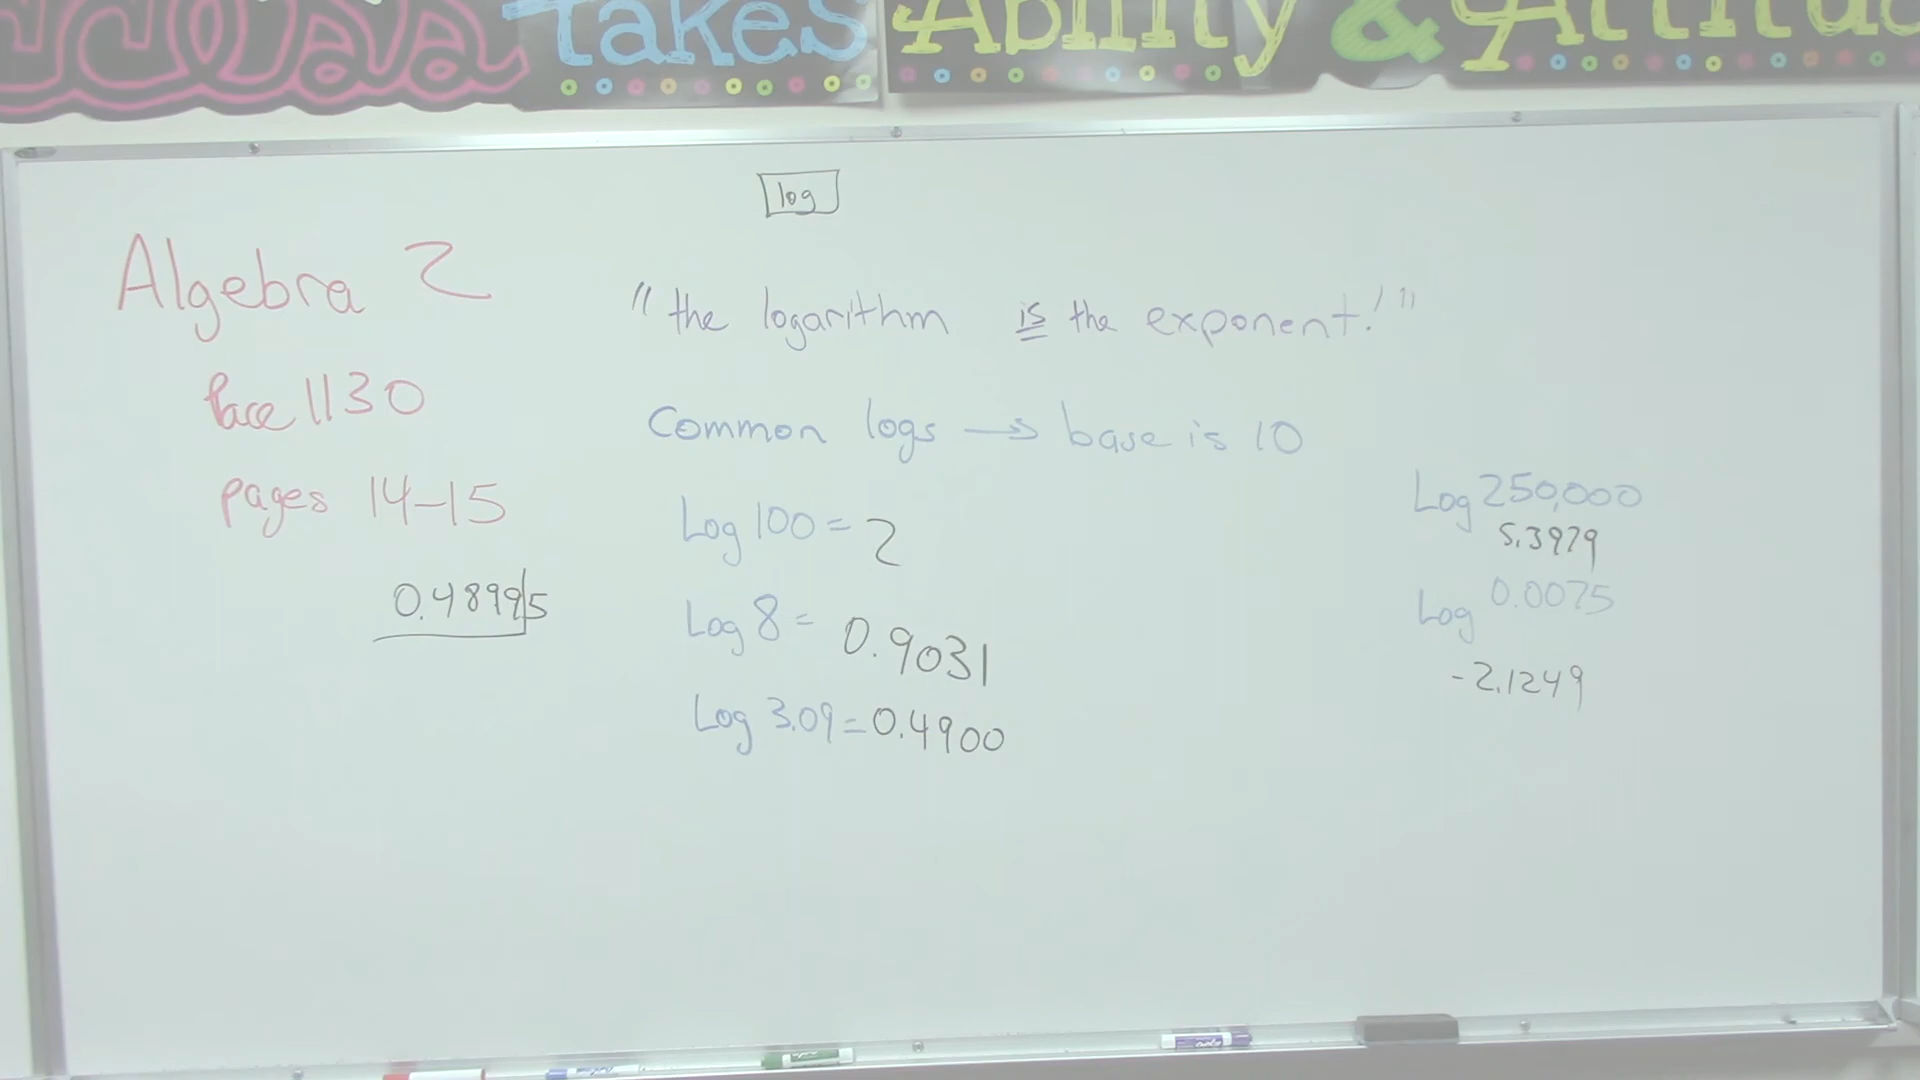 Success Takes Ability & Attitude
log
Algebra 2
Pace 1130
pages 14-15
0.48995
"the logarithm is the exponent!"
Common logs → base is 10
Log 100 = 2
Log 8 = 0.9031
Log 3.09 = 0.4900
Log 250,000
5.3979
Log 0.0075
-2.1249